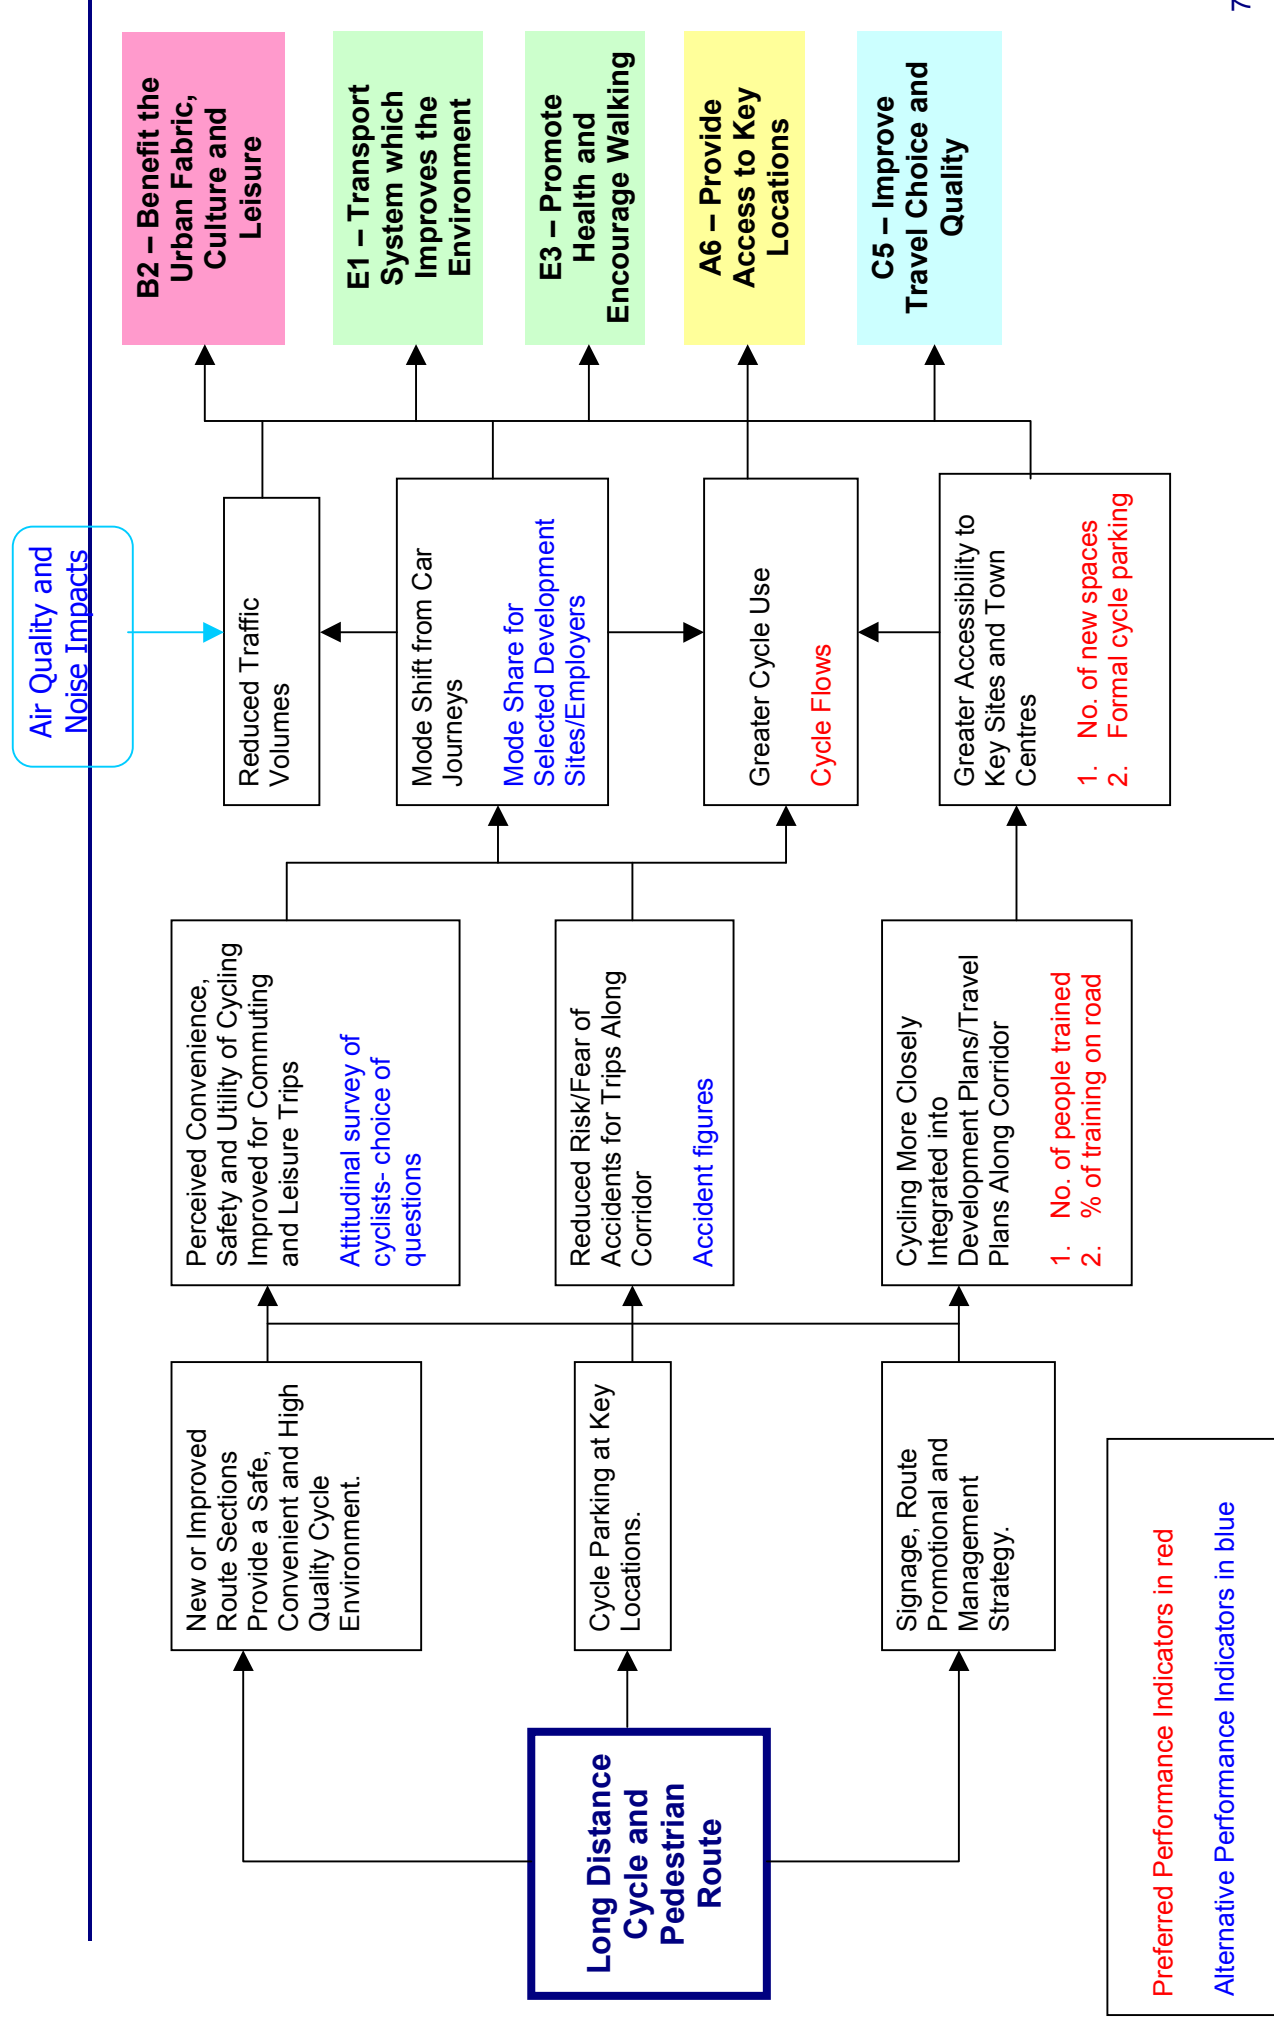 Air Quality and
Noise Impacts
Long Distance
Cycle and
Pedestrian
Route
New or Improved
Route Sections
Provide a Safe,
Convenient and High
Quality Cycle
Environment.
Cycle Parking at Key
Locations.
Signage, Route
Promotional and
Management
Strategy.
Perceived Convenience,
Safety and Utility of Cycling
Improved for Commuting
and Leisure Trips
Attitudinal survey of
cyclists- choice of
questions
Reduced Risk/Fear of
Accidents for Trips Along
Corridor
Accident figures
Cycling More Closely
Integrated into
Development Plans/Travel
Plans Along Corridor
1. No. of people trained
2. % of training on road
Reduced Traffic
Volumes
Mode Shift from Car
Journeys
Mode Share for
Selected Development
Sites/Employers
Greater Cycle Use
Cycle Flows
Greater Accessibility to
Key Sites and Town
Centres
1. No. of new spaces
2. Formal cycle parking
B2 – Benefit the
Urban Fabric,
Culture and
Leisure
E1 – Transport
System which
Improves the
Environment
E3 – Promote
Health and
Encourage Walking
A6 – Provide
Access to Key
Locations
C5 – Improve
Travel Choice and
Quality
Preferred Performance Indicators in red
Alternative Performance Indicators in blue
7